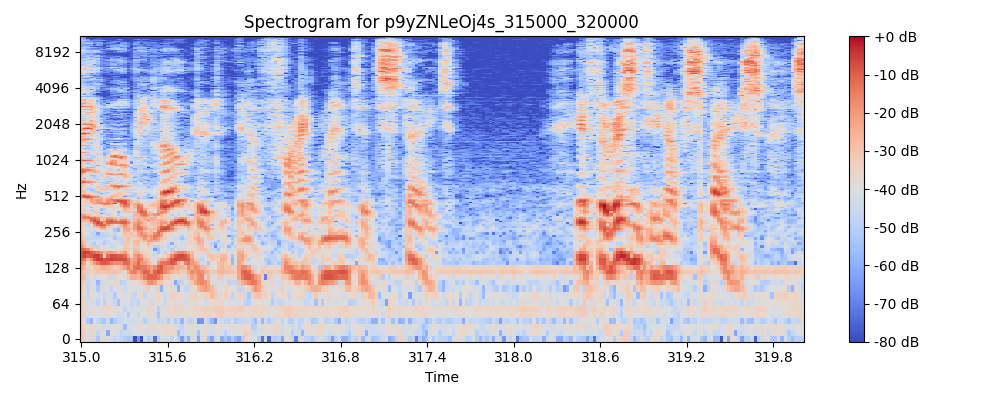 Spectrogram for p9yZNLeOj4s_315000_320000
8192
4096
2048
1024
512
256
128
64
0
Hz
315.0 315.6 316.2 316.8 317.4 318.0 318.6 319.2 319.8
Time
+0 dB
-10 dB
-20 dB
-30 dB
-40 dB
-50 dB
-60 dB
-70 dB
-80 dB